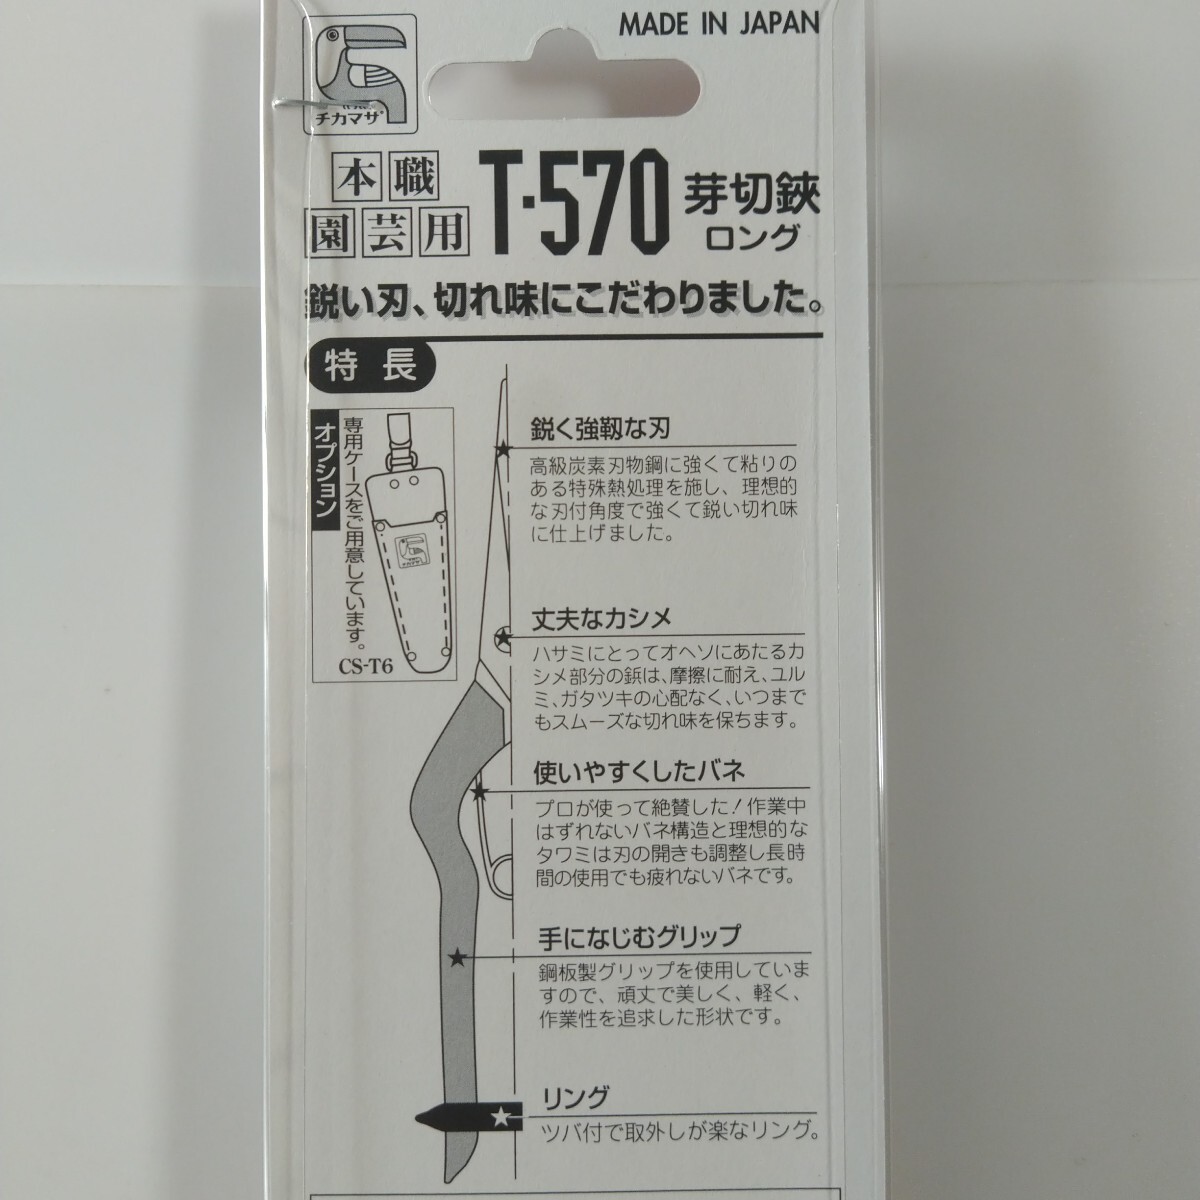 MADE IN JAPAN
チカマサ
本職
園芸用
T・570
芽切鋏
ロング
鋭い刃、切れ味にこだわりました。
特長
オプション
専用ケースをご用意しています。
チカマサ
CS-T6
鋭く強靱な刃
高級炭素刃物鋼に強くて粘りの
ある特殊熱処理を施し、理想的
な刃付角度で強くて鋭い切れ味
に仕上げました。
丈夫なカシメ
ハサミにとってオヘソにあたるカ
シメ部分の鋲は、摩擦に耐え、ユル
ミ、ガタツキの心配なく、いつまで
もスムーズな切れ味を保ちます。
使いやすくしたバネ
プロが使って絶賛した!作業中
はずれないバネ構造と理想的な
タワミは刃の開きも調整し長時
間の使用でも疲れないバネです。
手になじむグリップ
鋼板製グリップを使用していま
すので、頑丈で美しく、軽く、
作業性を追求した形状です。
リング
ツバ付で取外しが楽なリング。